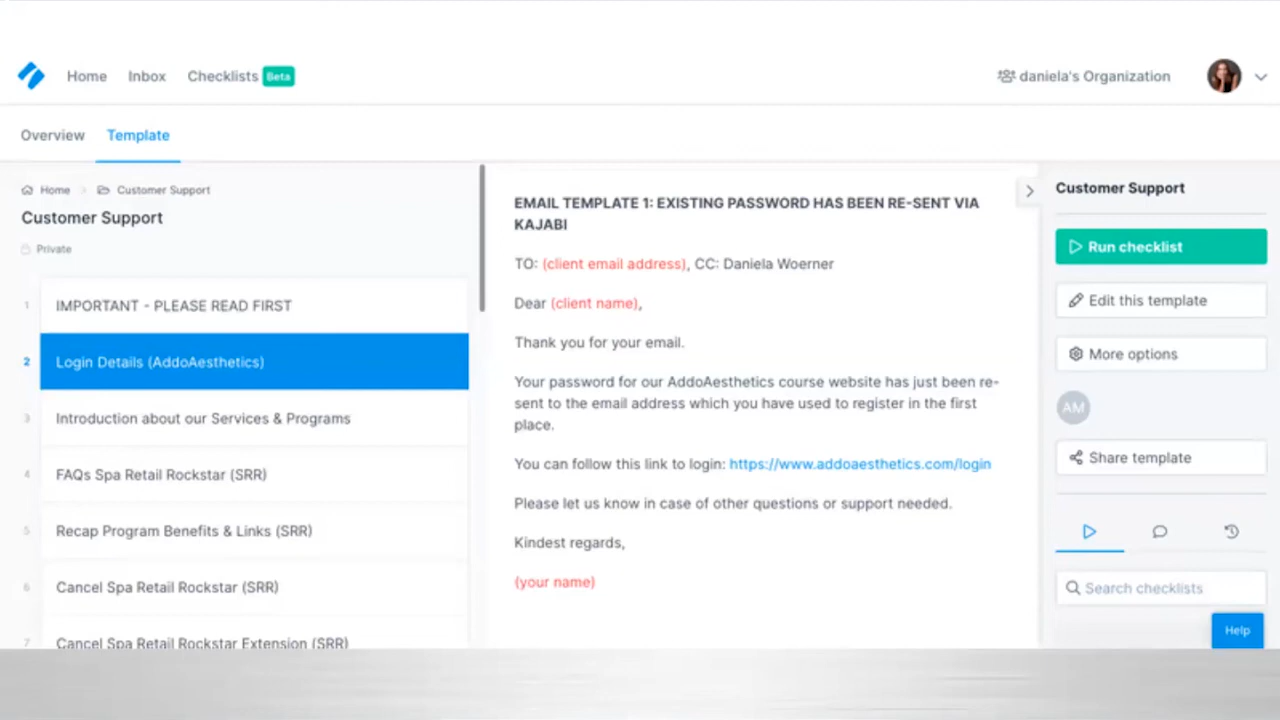 Home Inbox Checklists Beta daniela's Organization
Overview Template
Home Customer Support
Customer Support
Private
1 IMPORTANT - PLEASE READ FIRST
2 Login Details (AddoAesthetics)
3 Introduction about our Services & Programs
4 FAQs Spa Retail Rockstar (SRR)
5 Recap Program Benefits & Links (SRR)
6 Cancel Spa Retail Rockstar (SRR)
7 Cancel Spa Retail Rockstar Extension (SRR)
EMAIL TEMPLATE 1: EXISTING PASSWORD HAS BEEN RE-SENT VIA
KAJABI
TO: (client email address), CC: Daniela Woerner
Dear (client name),
Thank you for your email.
Your password for our AddoAesthetics course website has just been re-
sent to the email address which you have used to register in the first
place.
You can follow this link to login: https://www.addoaesthetics.com/login
Please let us know in case of other questions or support needed.
Kindest regards,
(your name)
Customer Support
Run checklist
Edit this template
More options
AM
Share template
Search checklists
Help